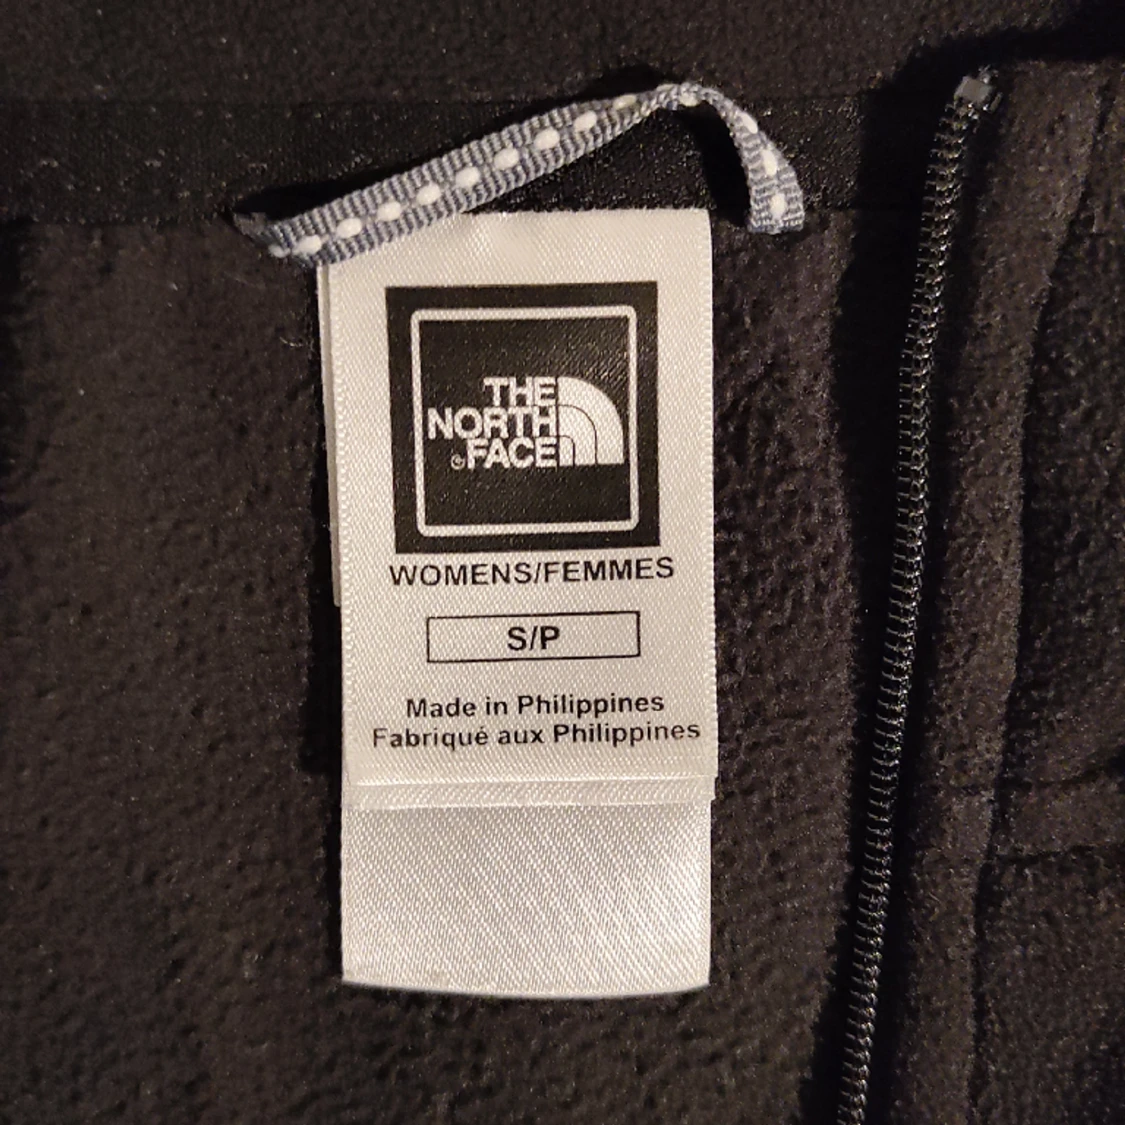 THE
NORTH
FACE
WOMENS/FEMMES
S/P
Made in Philippines
Fabriqué aux Philippines